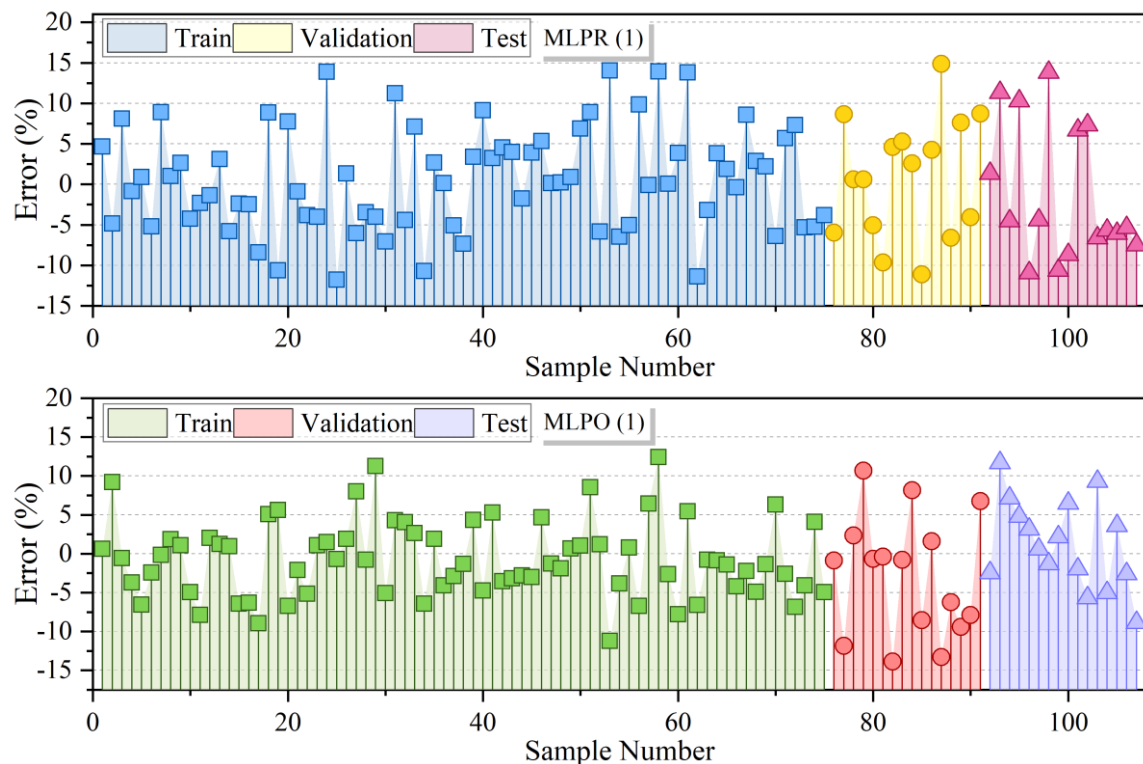 Train Validation Test MLPR (1)
20
15
10
5
0
-5
-10
-15
Error (%)
0 20 40 60 80 100
Sample Number
Train Validation Test MLPO (1)
20
15
10
5
0
-5
-10
-15
Error (%)
0 20 40 60 80 100
Sample Number